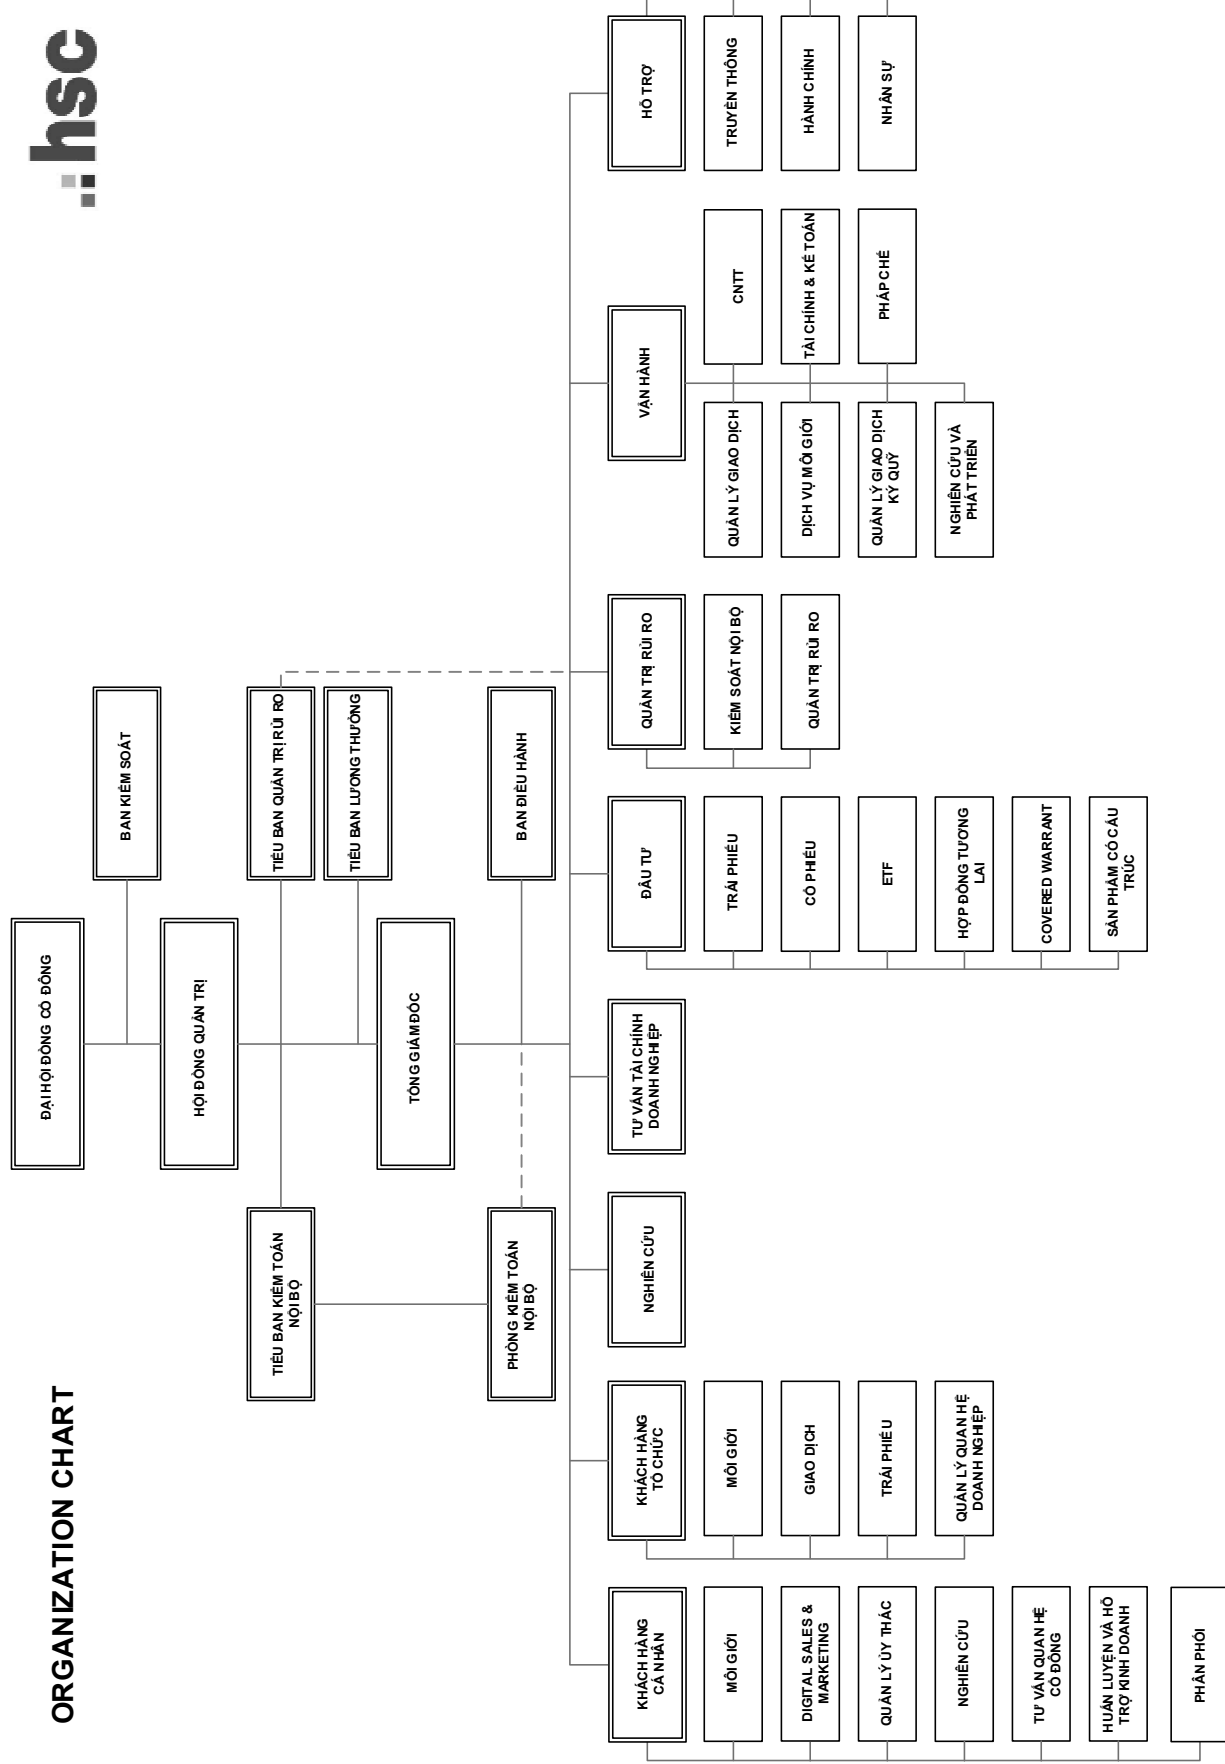 ORGANIZATION CHART
hsc
ĐẠI HỘI ĐỒNG CỔ ĐÔNG
BAN KIỂM SOÁT
HỘI ĐỒNG QUẢN TRỊ
TIỂU BAN KIỂM TOÁN
NỘI BỘ
TIỂU BAN QUẢN TRỊ RỦI RO
TIỂU BAN LƯƠNG THƯỞNG
TỔNG GIÁM ĐỐC
PHÒNG KIỂM TOÁN
NỘI BỘ
BAN ĐIỀU HÀNH
KHÁCH HÀNG
CÁ NHÂN
MÔI GIỚI
DIGITAL SALES &
MARKETING
QUẢN LÝ ỦY THÁC
NGHIÊN CỨU
TƯ VẤN QUAN HỆ
CỔ ĐÔNG
HUẤN LUYỆN VÀ HỖ
TRỢ KINH DOANH
PHÂN PHỐI
KHÁCH HÀNG
TỔ CHỨC
MÔI GIỚI
GIAO DỊCH
TRÁI PHIẾU
QUẢN LÝ QUAN HỆ
DOANH NGHIỆP
NGHIÊN CỨU
TƯ VẤN TÀI CHÍNH
DOANH NGHIỆP
ĐẦU TƯ
TRÁI PHIẾU
CỔ PHIẾU
ETF
HỢP ĐỒNG TƯƠNG
LAI
COVERED WARRANT
SẢN PHẨM CÓ CẤU
TRÚC
QUẢN TRỊ RỦI RO
KIỂM SOÁT NỘI BỘ
QUẢN TRỊ RỦI RO
VẬN HÀNH
QUẢN LÝ GIAO DỊCH
CNTT
DỊCH VỤ MÔI GIỚI
TÀI CHÍNH & KẾ TOÁN
QUẢN LÝ GIAO DỊCH
KÝ QUỸ
PHÁP CHẾ
NGHIÊN CỨU VÀ
PHÁT TRIỂN
HỖ TRỢ
TRUYỀN THÔNG
HÀNH CHÍNH
NHÂN SỰ